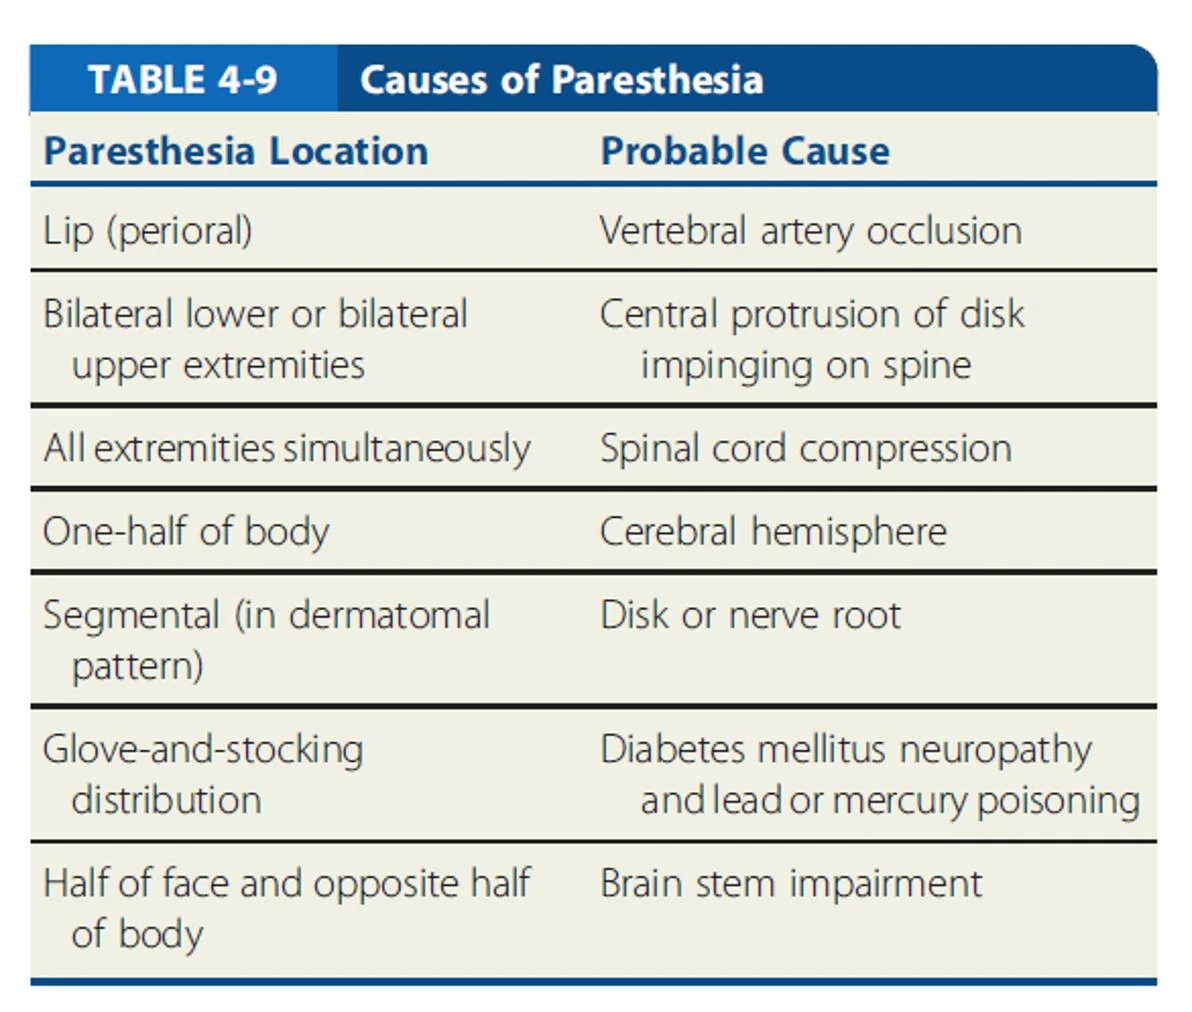 TABLE 4-9 Causes of Paresthesia
Paresthesia Location Probable Cause
Lip (perioral) Vertebral artery occlusion
Bilateral lower or bilateral Central protrusion of disk
upper extremities impinging on spine
All extremities simultaneously Spinal cord compression
One-half of body Cerebral hemisphere
Segmental (in dermatomal Disk or nerve root
pattern)
Glove-and-stocking Diabetes mellitus neuropathy
distribution and lead or mercury poisoning
Half of face and opposite half Brain stem impairment
of body